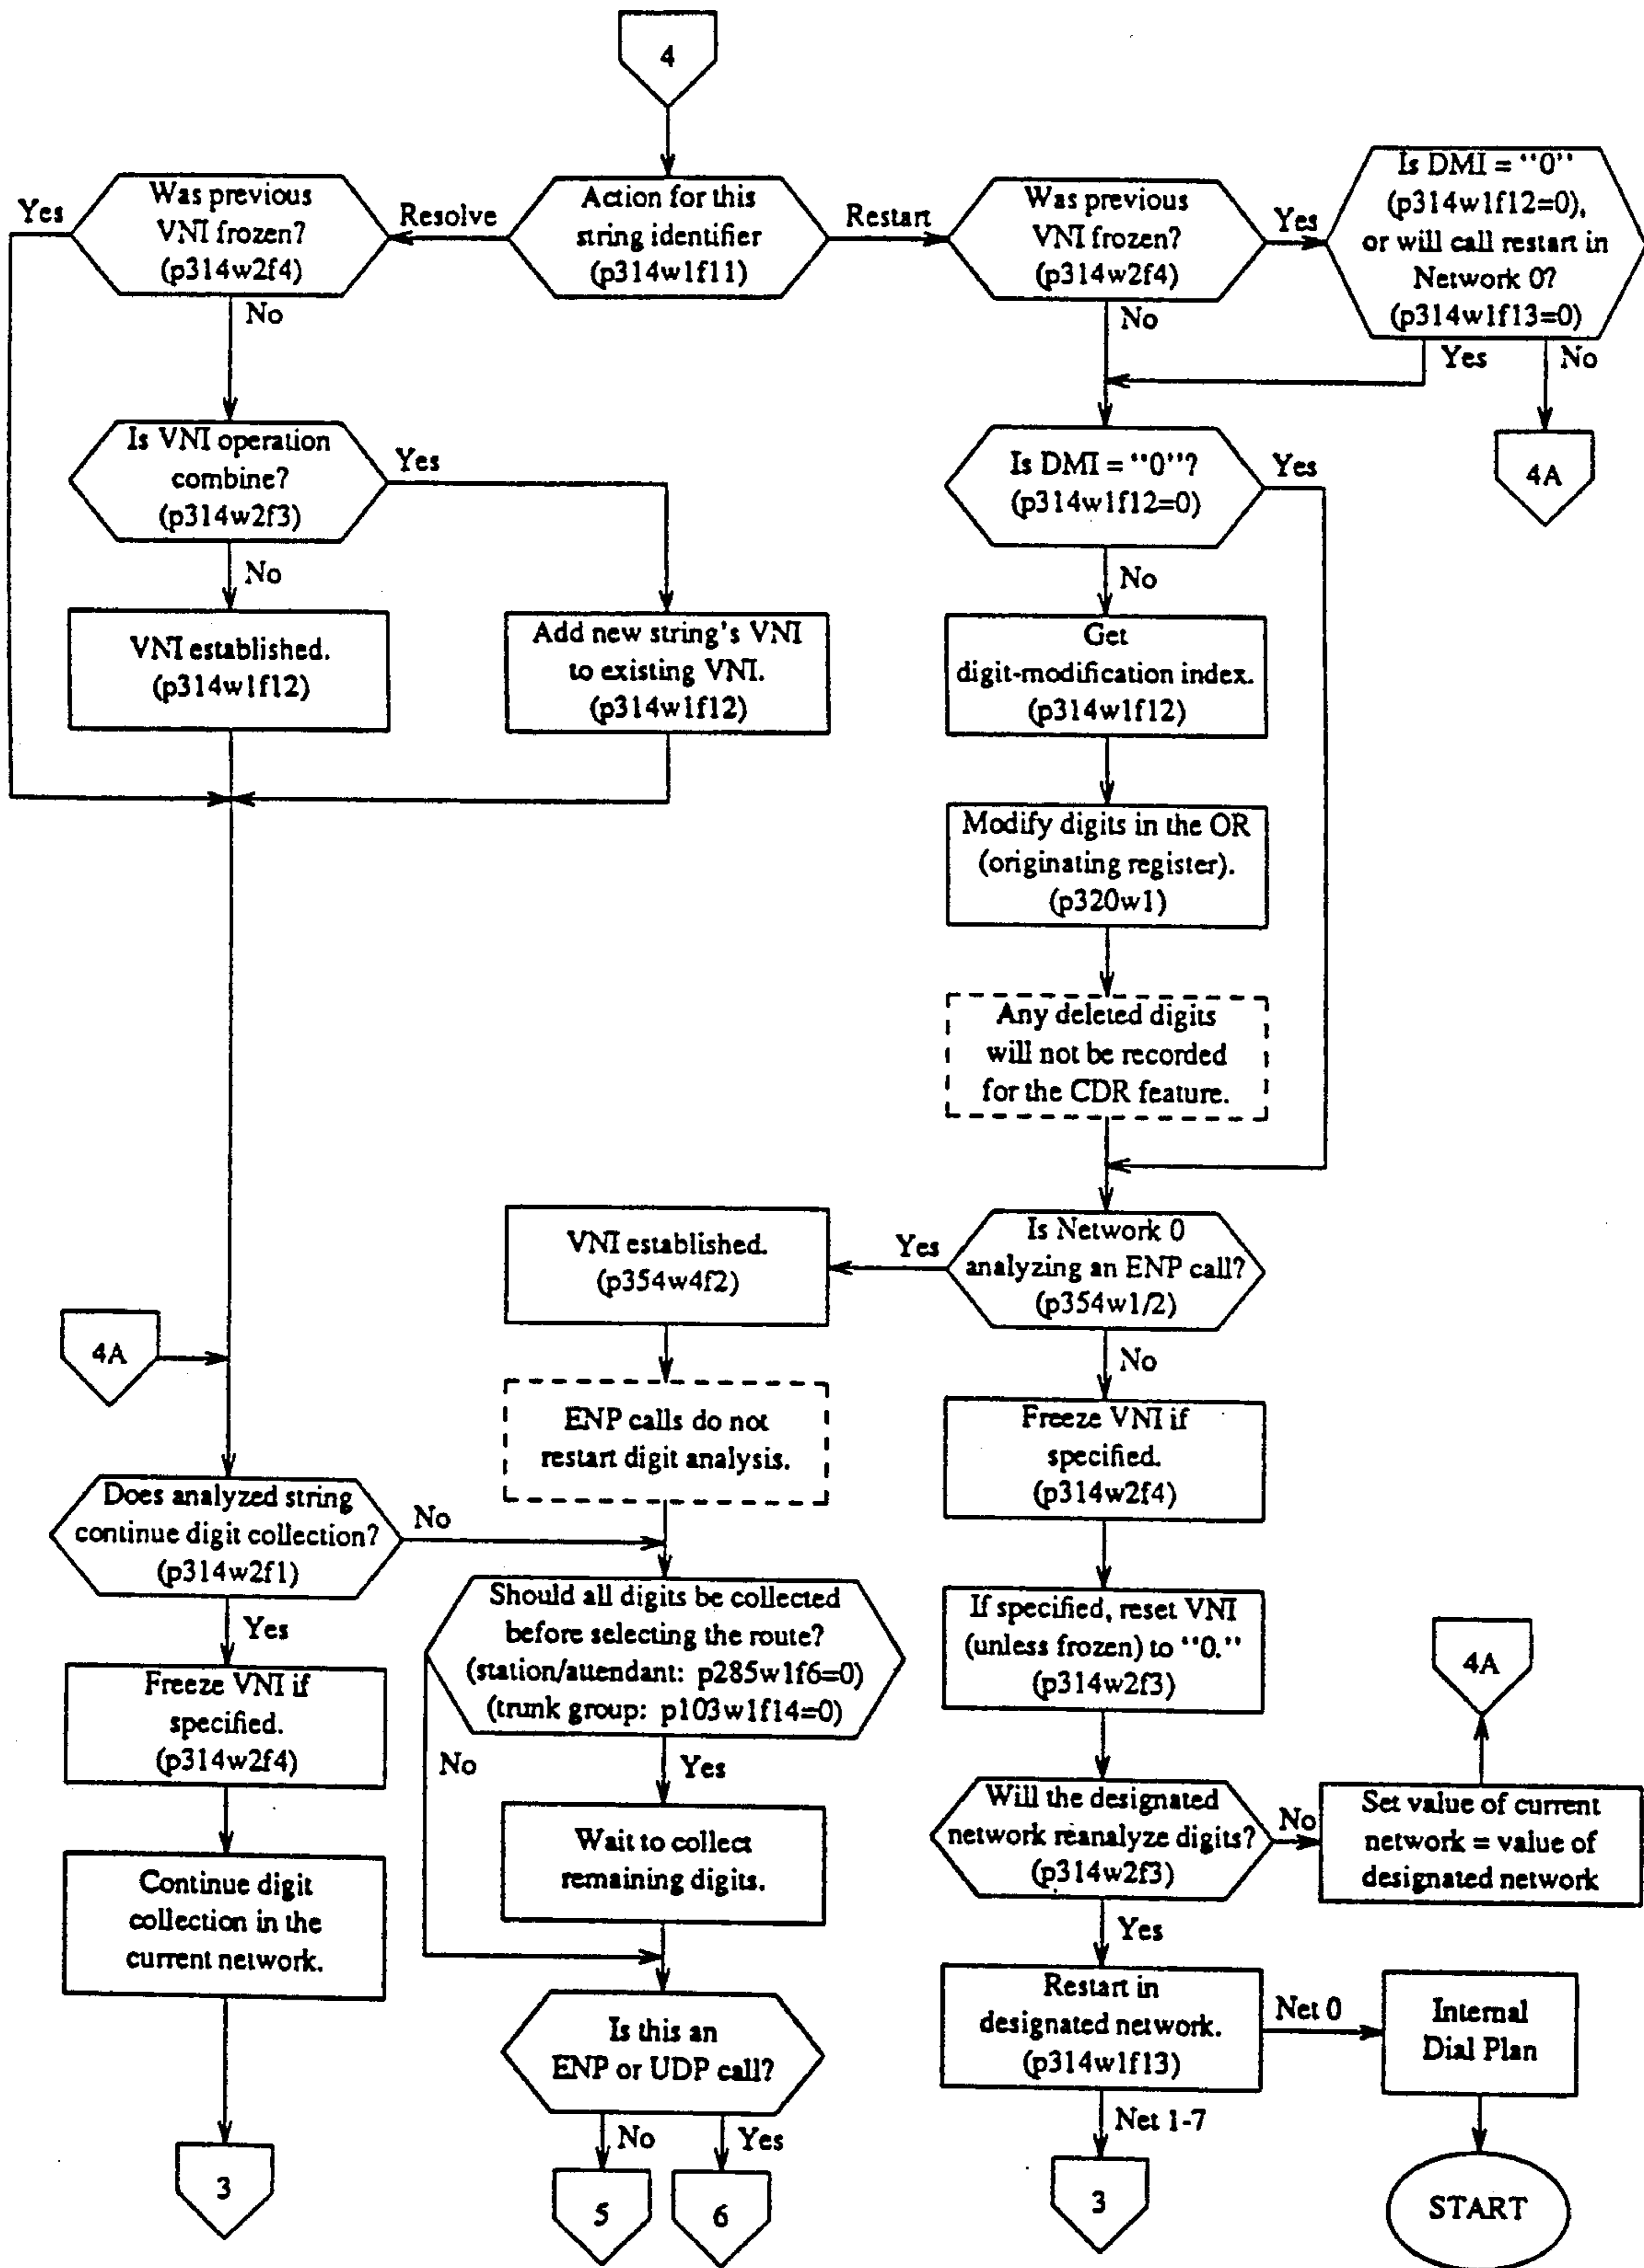 4
Yes
Was previous
VNI frozen?
(p314w2f4)
Resolve
Action for this
string identifier
(p314w1f11)
Restart
Was previous
VNI frozen?
(p314w2f4)
Yes
Is DMI = "0"
(p314w1f12=0),
or will call restart in
Network 0?
(p314w1f13=0)
No
No
Yes
No
4A
Is VNI operation
combine?
(p314w2f3)
Yes
No
Is DMI = "0"?
(p314w1f12=0)
Yes
No
VNI established.
(p314w1f12)
Add new string's VNI
to existing VNI.
(p314w1f12)
Get
digit-modification index.
(p314w1f12)
Modify digits in the OR
(originating register).
(p320w1)
Any deleted digits
will not be recorded
for the CDR feature.
VNI established.
(p354w4f2)
Yes
Is Network 0
analyzing an ENP call?
(p354w1/2)
No
4A
ENP calls do not
restart digit analysis.
Freeze VNI if
specified.
(p314w2f4)
Does analyzed string
continue digit collection?
(p314w2f1)
No
Yes
Should all digits be collected
before selecting the route?
(station/attendant: p285w1f6=0)
(trunk group: p103w1f14=0)
No
Yes
If specified, reset VNI
(unless frozen) to "0."
(p314w2f3)
4A
Freeze VNI if
specified.
(p314w2f4)
Wait to collect
remaining digits.
Will the designated
network reanalyze digits?
(p314w2f3)
No
Set value of current
network = value of
designated network
Yes
Continue digit
collection in the
current network.
Is this an
ENP or UDP call?
No
Yes
Restart in
designated network.
(p314w1f13)
Net 0
Internal
Dial Plan
Net 1-7
3
5
6
3
START